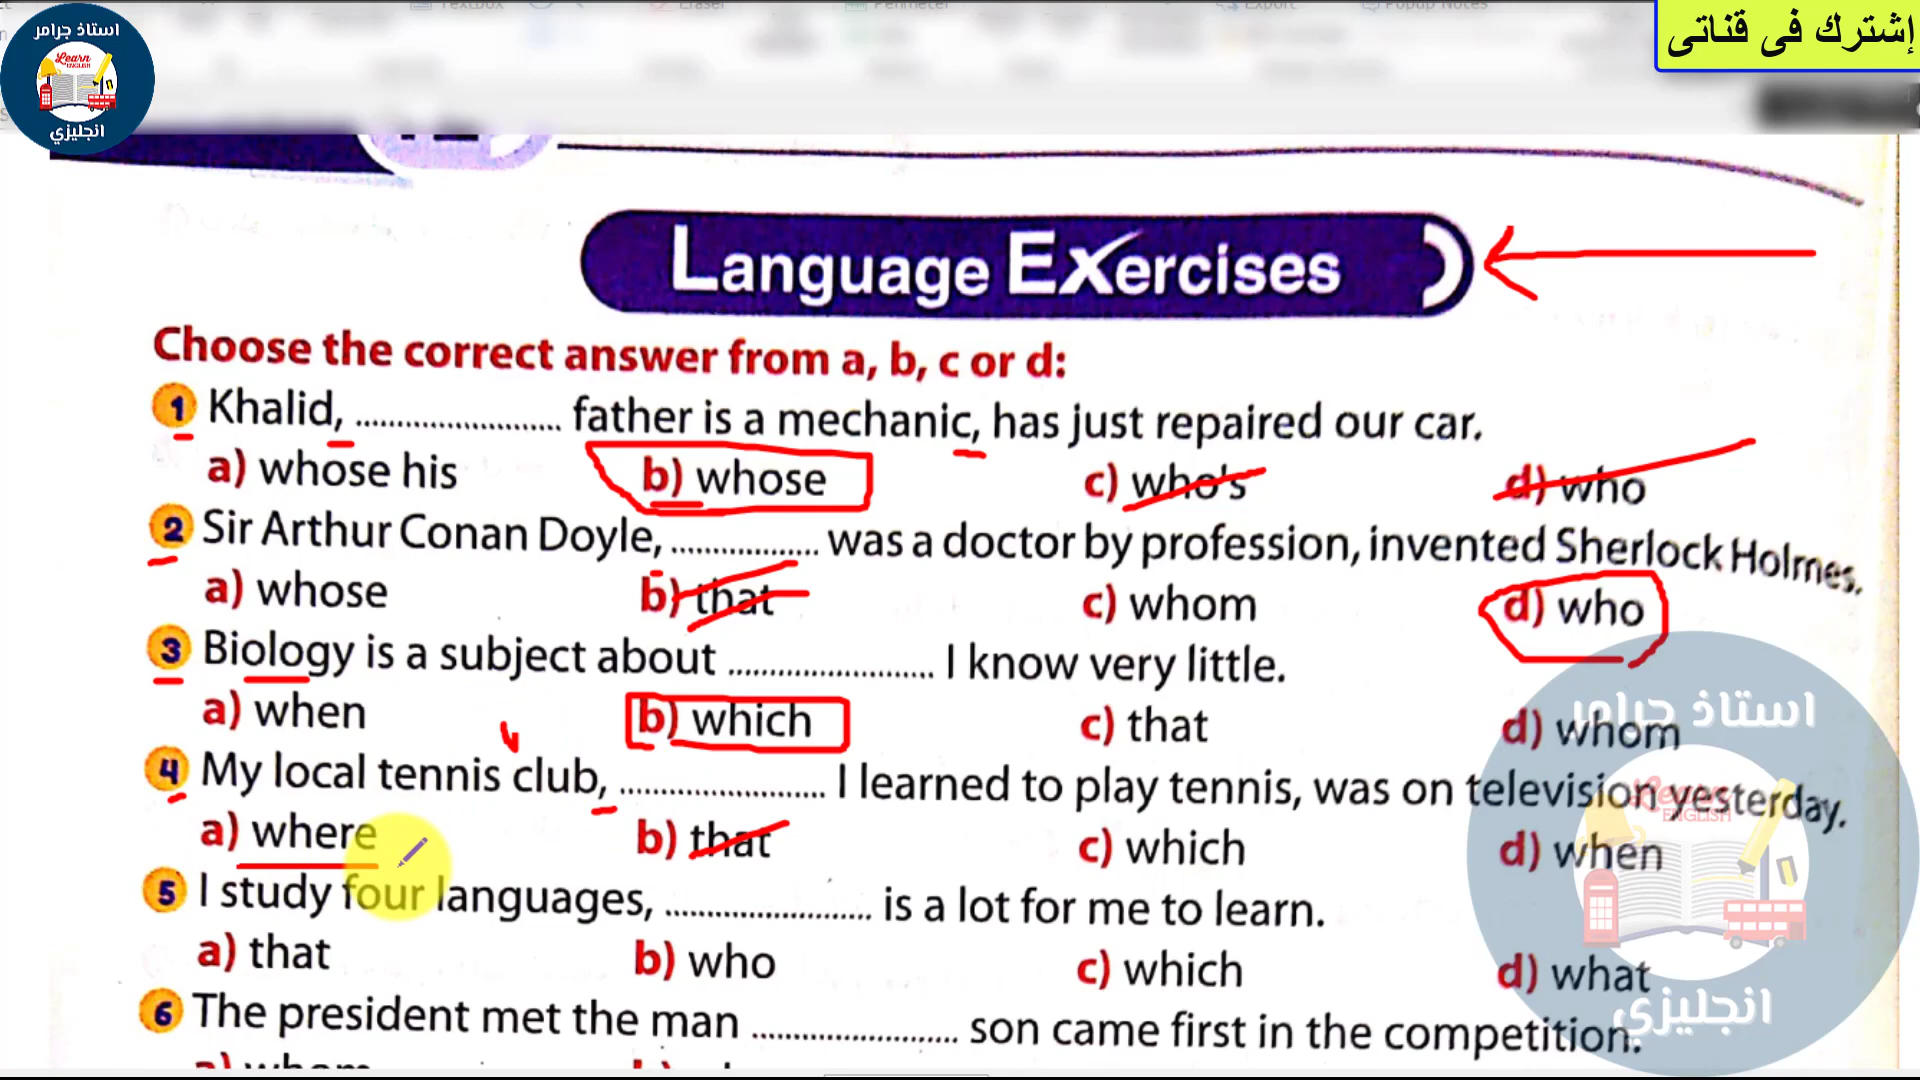 استاذ جرامر
Learn
ENGLISH
انجليزي
إشترك فى قناتى
Language Exercises
Choose the correct answer from a, b, c or d:
1 Khalid, ........................ father is a mechanic, has just repaired our car.
a) whose his b) whose c) who's d) who
2 Sir Arthur Conan Doyle, .................. was a doctor by profession, invented Sherlock Holmes.
a) whose b) that c) whom d) who
3 Biology is a subject about ........................ I know very little.
a) when b) which c) that d) whom
4 My local tennis club, ........................ I learned to play tennis, was on television yesterday.
a) where b) that c) which d) when
5 I study four languages, ........................ is a lot for me to learn.
a) that b) who c) which d) what
6 The president met the man ........................ son came first in the competition.
استاذ جرامر
Learn
ENGLISH
انجليزي